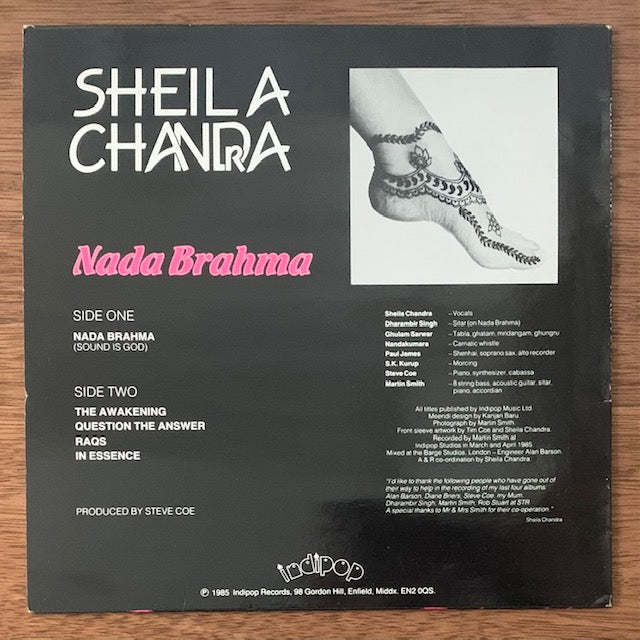 SHEILA
CHANDRA
Nada Brahma
SIDE ONE
NADA BRAHMA
(SOUND IS GOD)
SIDE TWO
THE AWAKENING
QUESTION THE ANSWER
RAQS
IN ESSENCE
PRODUCED BY STEVE COE
Sheila Chandra – Vocals
Dharambir Singh – Sitar (on Nada Brahma)
Ghulam Sarwar – Tabla, ghatam, mridangam, ghungru
Nandakumara – Carnatic whistle
Paul James – Shenhai, soprano sax, alto recorder
S.K. Kurup – Morcing
Steve Coe – Piano, synthesizer, cabassa
Martin Smith – 8 string bass, acoustic guitar, sitar,
piano, accordian
All titles published by Indipop Music Ltd
Meendi design by Kanjan Baru
Photograph by Martin Smith.
Front sleeve artwork by Tim Coe and Sheila Chandra.
Recorded by Martin Smith at
Indipop Studios in March and April 1985.
Mixed at the Barge Studios, London – Engineer Alan Barson.
A & R co-ordination by Sheila Chandra.
"I'd like to thank the following people who have gone out of
their way to help in the recording of my last four albums:
Alan Barson, Diane Briers, Steve Coe, my Mum,
Dharambir Singh, Martin Smith, Rob Stuart at STR
A special thanks to Mr & Mrs Smith for their co-operation."
Sheila Chandra
indipop
℗ 1985 Indipop Records, 98 Gordon Hill, Enfield, Middx. EN2 0QS.